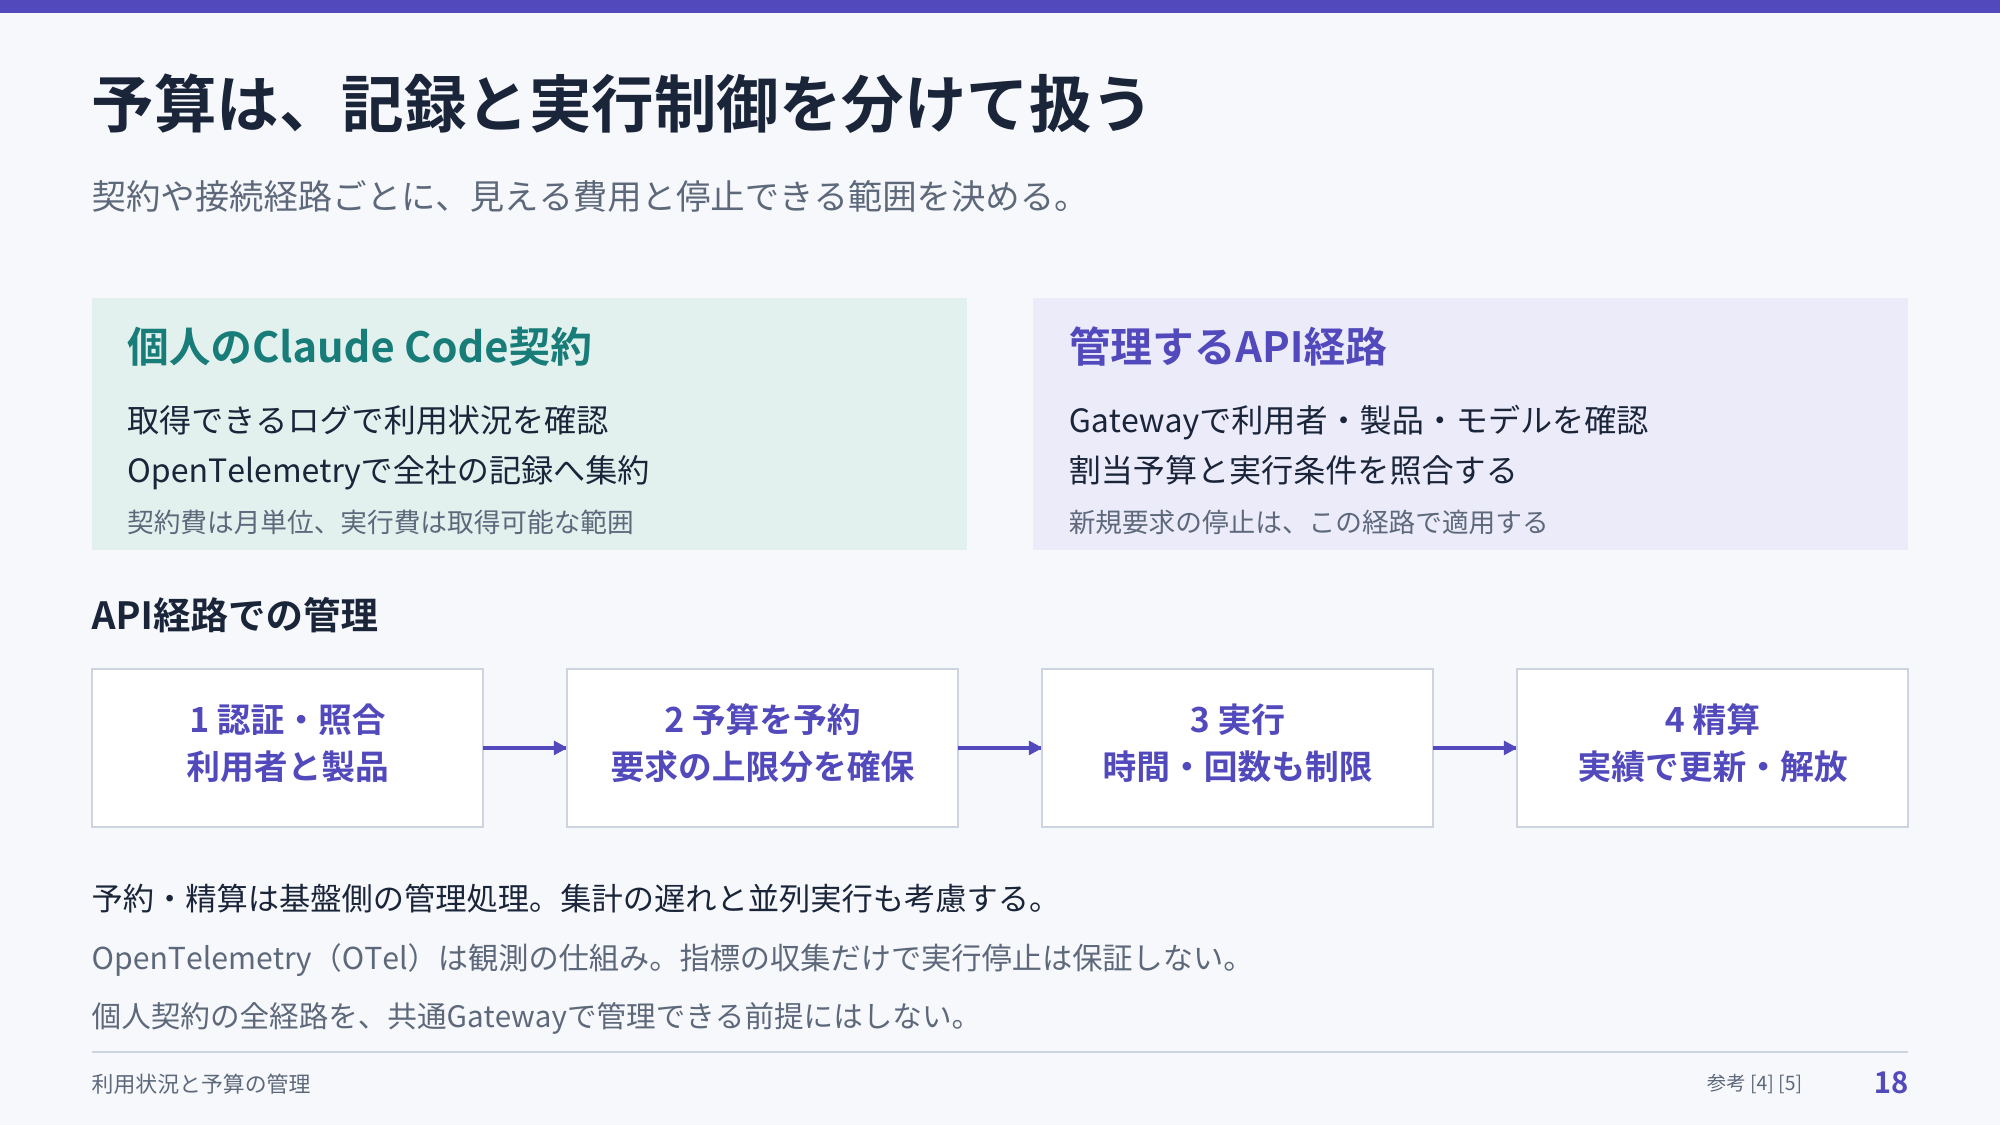 予算は、記録と実行制御を分けて扱う
契約や接続経路ごとに、見える費用と停止できる範囲を決める。
個人のClaude Code契約
取得できるログで利用状況を確認
OpenTelemetryで全社の記録へ集約
契約費は月単位、実行費は取得可能な範囲
管理するAPI経路
Gatewayで利用者・製品・モデルを確認
割当予算と実行条件を照合する
新規要求の停止は、この経路で適用する
API経路での管理
1 認証・照合
利用者と製品
2 予算を予約
要求の上限分を確保
3 実行
時間・回数も制限
4 精算
実績で更新・解放
予約・精算は基盤側の管理処理。集計の遅れと並列実行も考慮する。
OpenTelemetry（OTel）は観測の仕組み。指標の収集だけで実行停止は保証しない。
個人契約の全経路を、共通Gatewayで管理できる前提にはしない。
利用状況と予算の管理
参考 [4] [5]
18